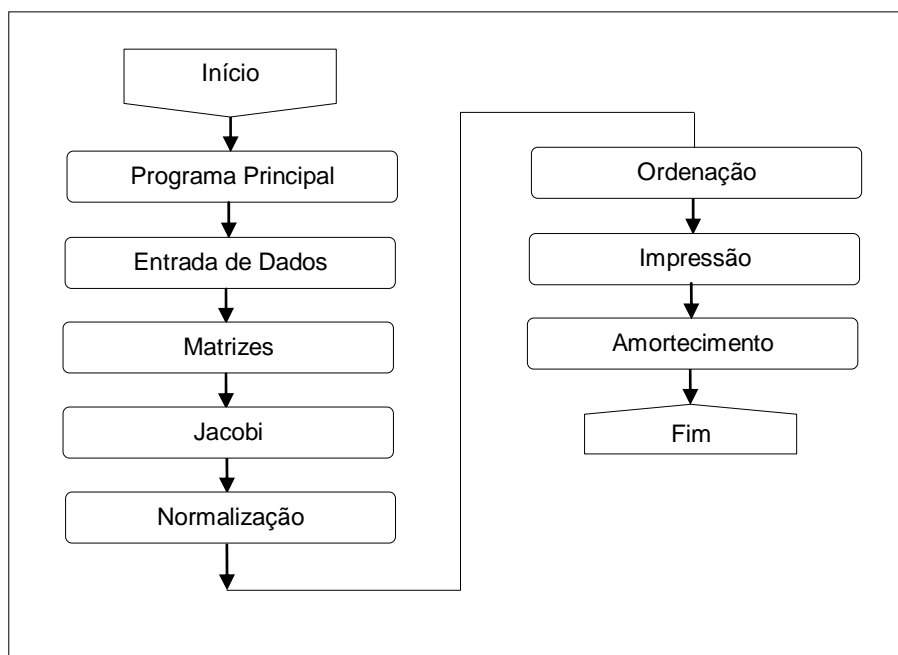 Início
Programa Principal
Entrada de Dados
Matrizes
Jacobi
Normalização
Ordenação
Impressão
Amortecimento
Fim